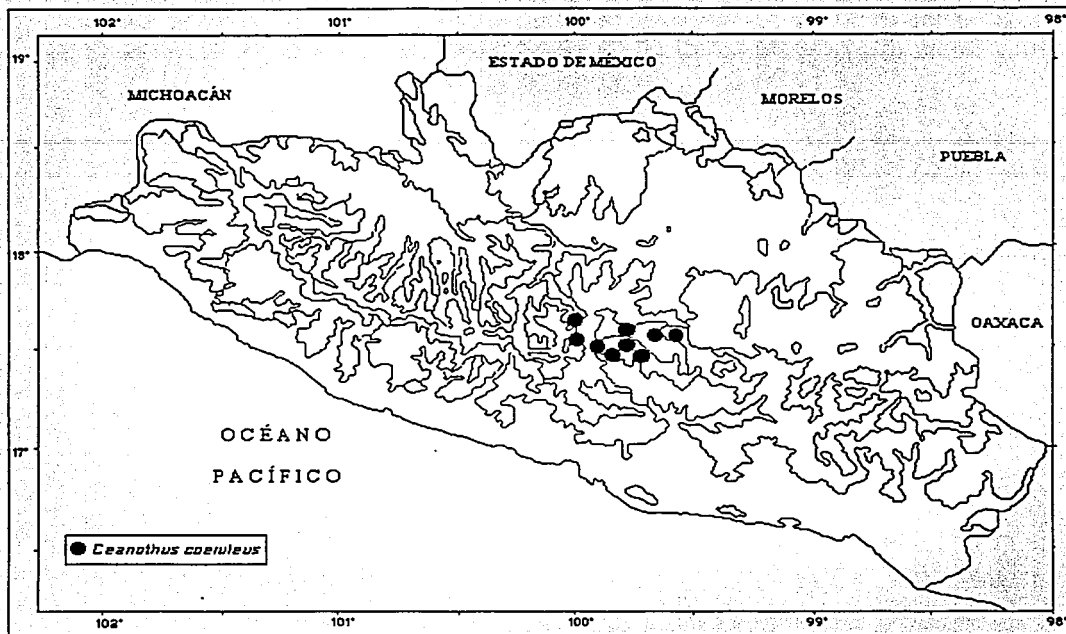 102°
101°
100°
99°
98°
19°
ESTADO DE MÉXICO
MICHOACÁN
MORELOS
PUEBLA
18°
OAXACA
OCÉANO
PACÍFICO
17°
Ceanothus coeruleus
102°
101°
100°
99°
98°